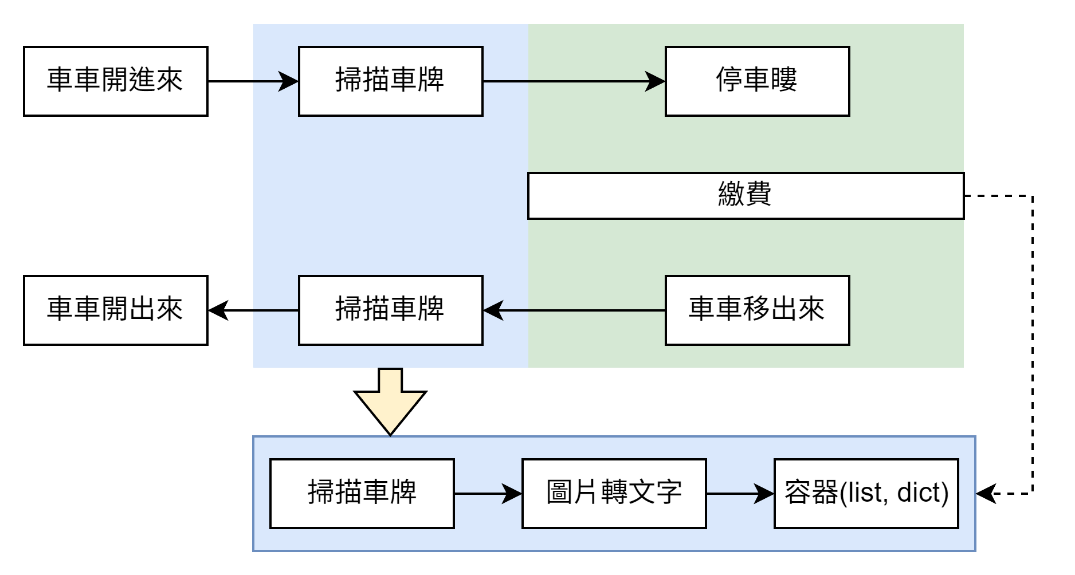 車車開進來
掃描車牌
停車瞜
繳費
車車開出來
掃描車牌
車車移出來
掃描車牌
圖片轉文字
容器(list, dict)